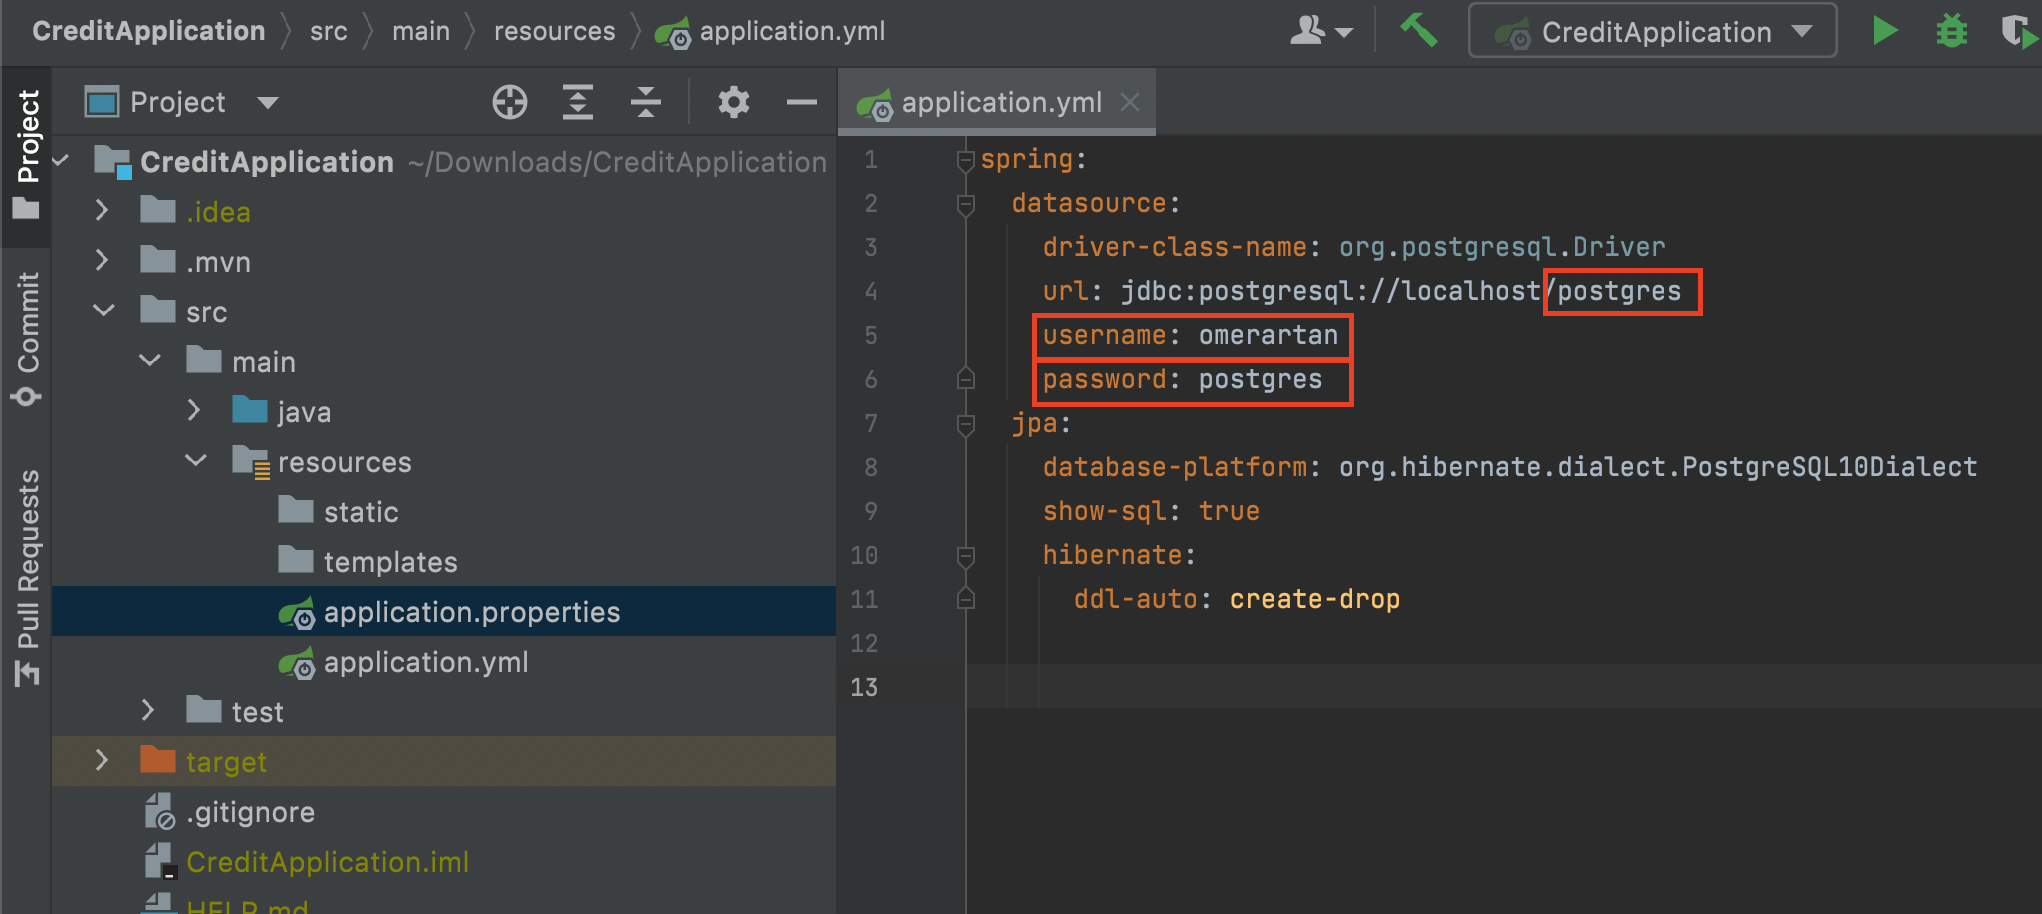 CreditApplication src main resources application.yml
CreditApplication
Project
Commit
Pull Requests
Project
CreditApplication ~/Downloads/CreditApplication
.idea
.mvn
src
main
java
resources
static
templates
application.properties
application.yml
test
target
.gitignore
CreditApplication.iml
HELP.md
application.yml
1 spring:
2 datasource:
3 driver-class-name: org.postgresql.Driver
4 url: jdbc:postgresql://localhost/postgres
5 username: omerartan
6 password: postgres
7 jpa:
8 database-platform: org.hibernate.dialect.PostgreSQL10Dialect
9 show-sql: true
10 hibernate:
11 ddl-auto: create-drop
12
13